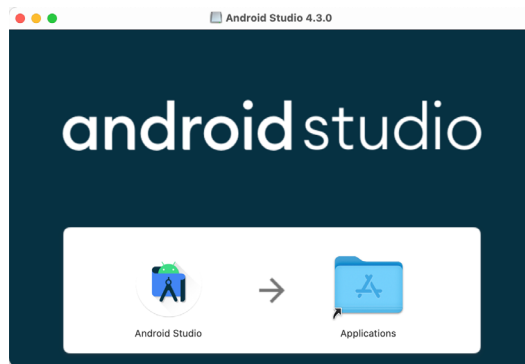 Android Studio 4.3.0
android studio
Android Studio
Applications